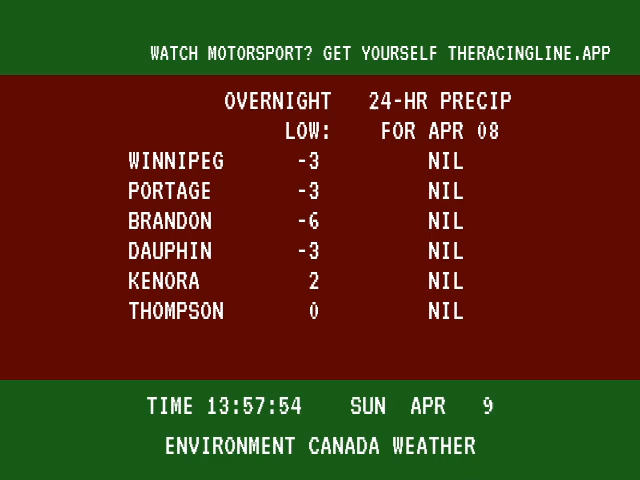 WATCH MOTORSPORT? GET YOURSELF THERACINGLINE.APP
OVERNIGHT 24-HR PRECIP
LOW: FOR APR 08
WINNIPEG -3 NIL
PORTAGE -3 NIL
BRANDON -6 NIL
DAUPHIN -3 NIL
KENORA 2 NIL
THOMPSON 0 NIL
TIME 13:57:54 SUN APR 9
ENVIRONMENT CANADA WEATHER